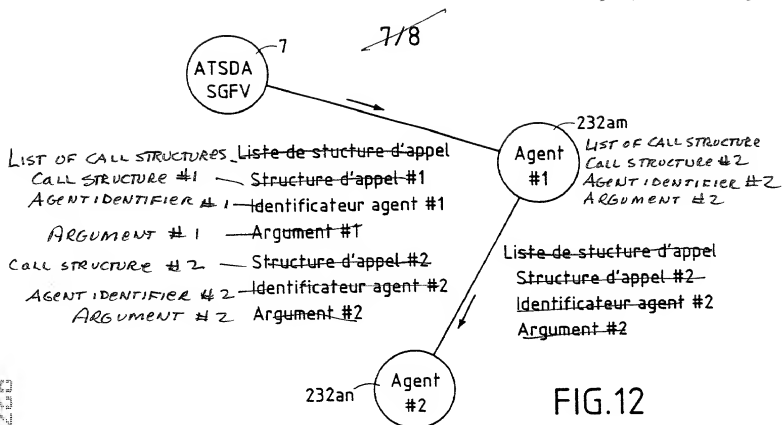 7/8
7
ATSDA
SGFV
232am
Agent
#1
LIST OF CALL STRUCTURE
CALL STRUCTURE #2
AGENT IDENTIFIER #2
ARGUMENT #2
LIST OF CALL STRUCTURES Liste de stucture d'appel
CALL STRUCTURE #1 Structure d'appel #1
AGENT IDENTIFIER #1 Identificateur agent #1
ARGUMENT #1 Argument #1
CALL STRUCTURE #2 Structure d'appel #2
AGENT IDENTIFIER #2 Identificateur agent #2
ARGUMENT #2 Argument #2
Liste de stucture d'appel
Structure d'appel #2
Identificateur agent #2
Argument #2
232an
Agent
#2
FIG.12